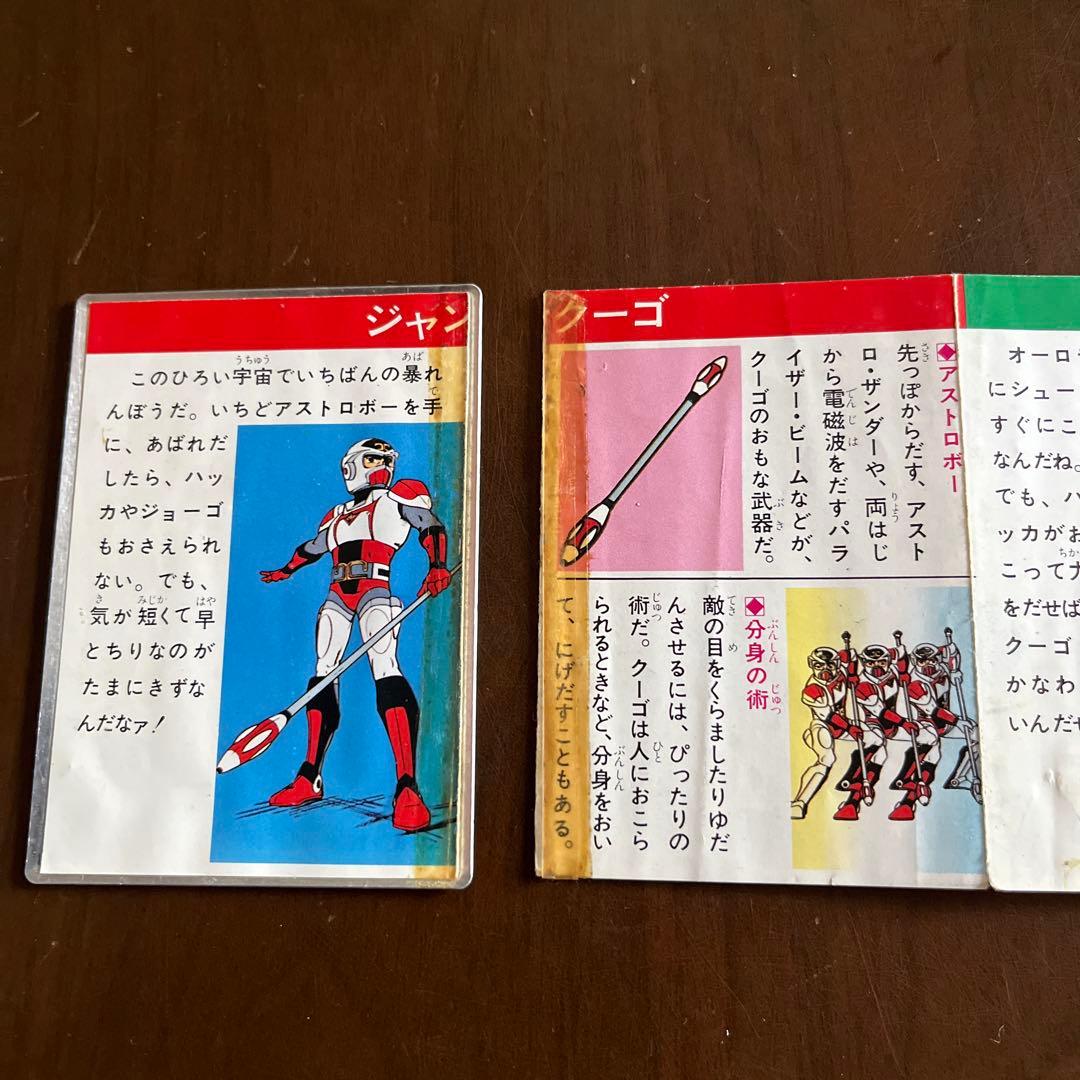 ジャン
このひろい宇宙でいちばんの暴れ
んぼうだ。いちどアストロボーを手
に、あばれだ
したら、ハッ
カやジョーゴ
もおさえられ
ない。でも、
気が短くて早
とちりなのが
たまにきずな
んだなァ!
クーゴ
◆アストロボー
先っぽからだす、アスト
ロ・ザンダーや、両はじ
から電磁波をだすパラ
イザー・ビームなどが、
クーゴのおもな武器だ。
◆分身の術
敵の目をくらましたりゆだ
んさせるには、ぴったりの
術だ。クーゴは人におこら
られるときなど、分身をおい
て、にげだすこともある。
オーロ
にシュー
すぐにこ
なんだね。
でも、ハ
ッカがお
こってナ
をだせば
クーゴ
かなわ
いんだぜ